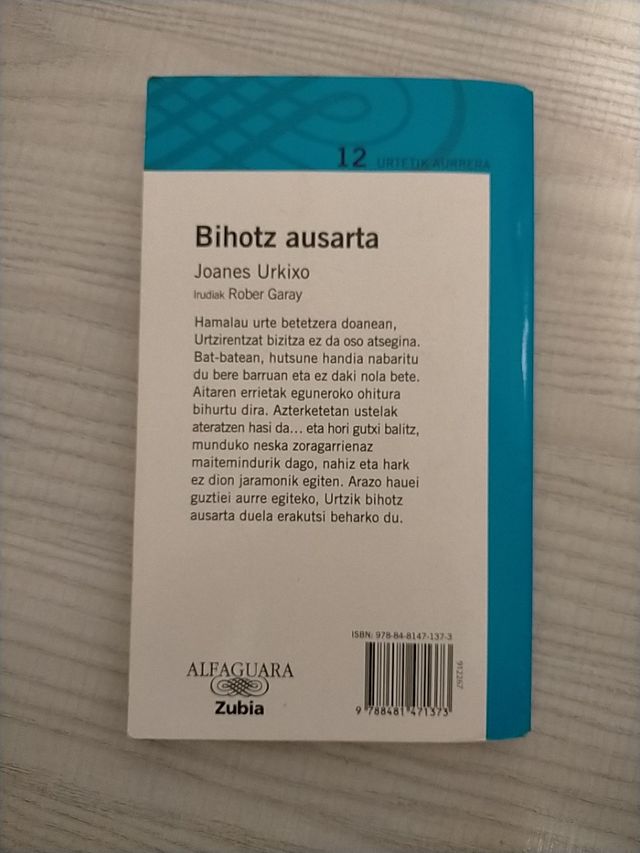 12 URTETIK AURRERA
Bihotz ausarta
Joanes Urkixo
Irudiak Rober Garay
Hamalau urte betetzera doanean,
Urtzirentzat bizitza ez da oso atsegina.
Bat-batean, hutsune handia nabaritu
du bere barruan eta ez daki nola bete.
Aitaren errietak eguneroko ohitura
bihurtu dira. Azterketetan ustelak
ateratzen hasi da... eta hori gutxi balitz,
munduko neska zoragarrienaz
maitemindurik dago, nahiz eta hark
ez dion jaramonik egiten. Arazo hauei
guztiei aurre egiteko, Urtzik bihotz
ausarta duela erakutsi beharko du.
ISBN: 978-84-8147-137-3
912267
9 788481 471373
ALFAGUARA
Zubia